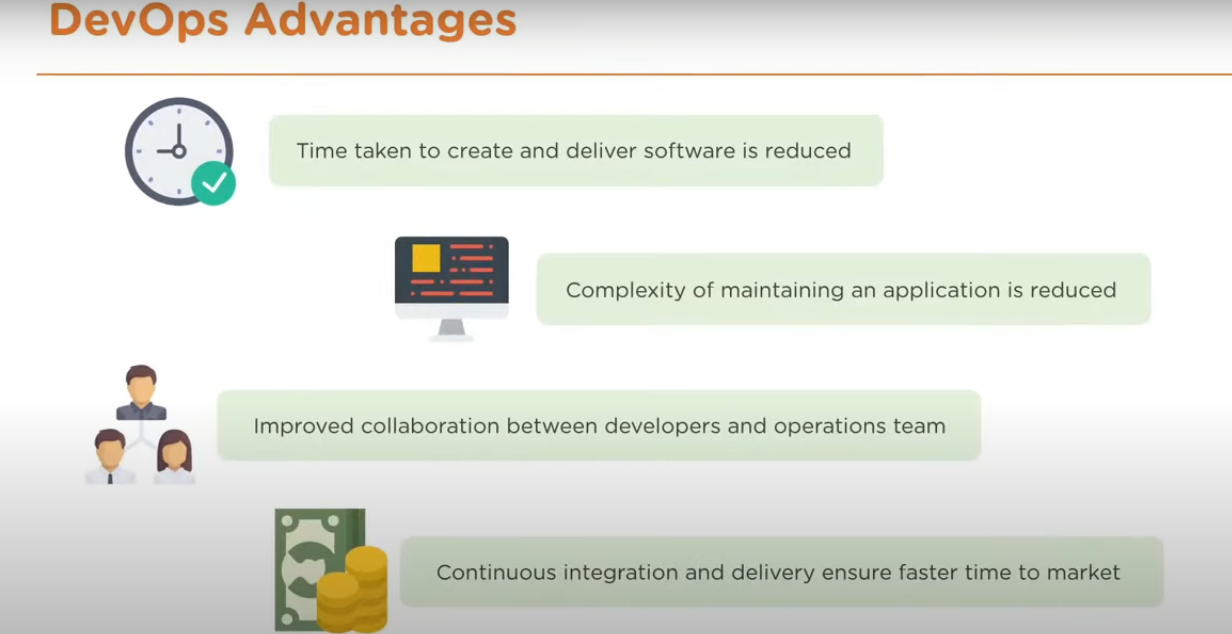 DevOps Advantages
Time taken to create and deliver software is reduced
Complexity of maintaining an application is reduced
Improved collaboration between developers and operations team
Continuous integration and delivery ensure faster time to market